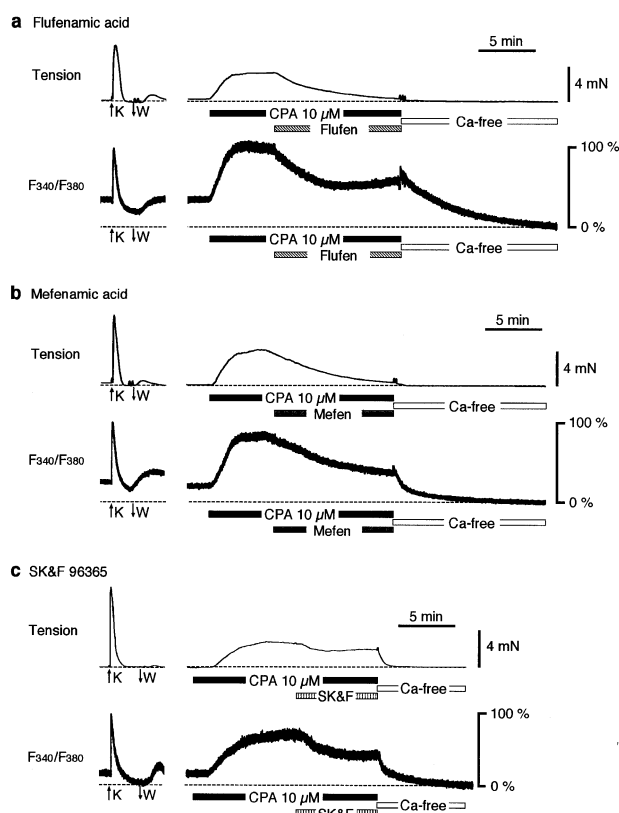 a Flufenamic acid
5 min
Tension
4 mN
↑K ↓W
CPA 10 µM
Flufen
Ca-free
100 %
F340/F380
0 %
↑K ↓W
CPA 10 µM
Flufen
Ca-free
b Mefenamic acid
5 min
Tension
4 mN
↑K ↓W
CPA 10 µM
Mefen
Ca-free
100 %
F340/F380
0 %
↑K ↓W
CPA 10 µM
Mefen
Ca-free
c SK&F 96365
5 min
Tension
4 mN
↑K ↓W
CPA 10 µM
SK&F
Ca-free
100 %
F340/F380
0 %
↑K ↓W
CPA 10 µM
Ca-free
SK&F